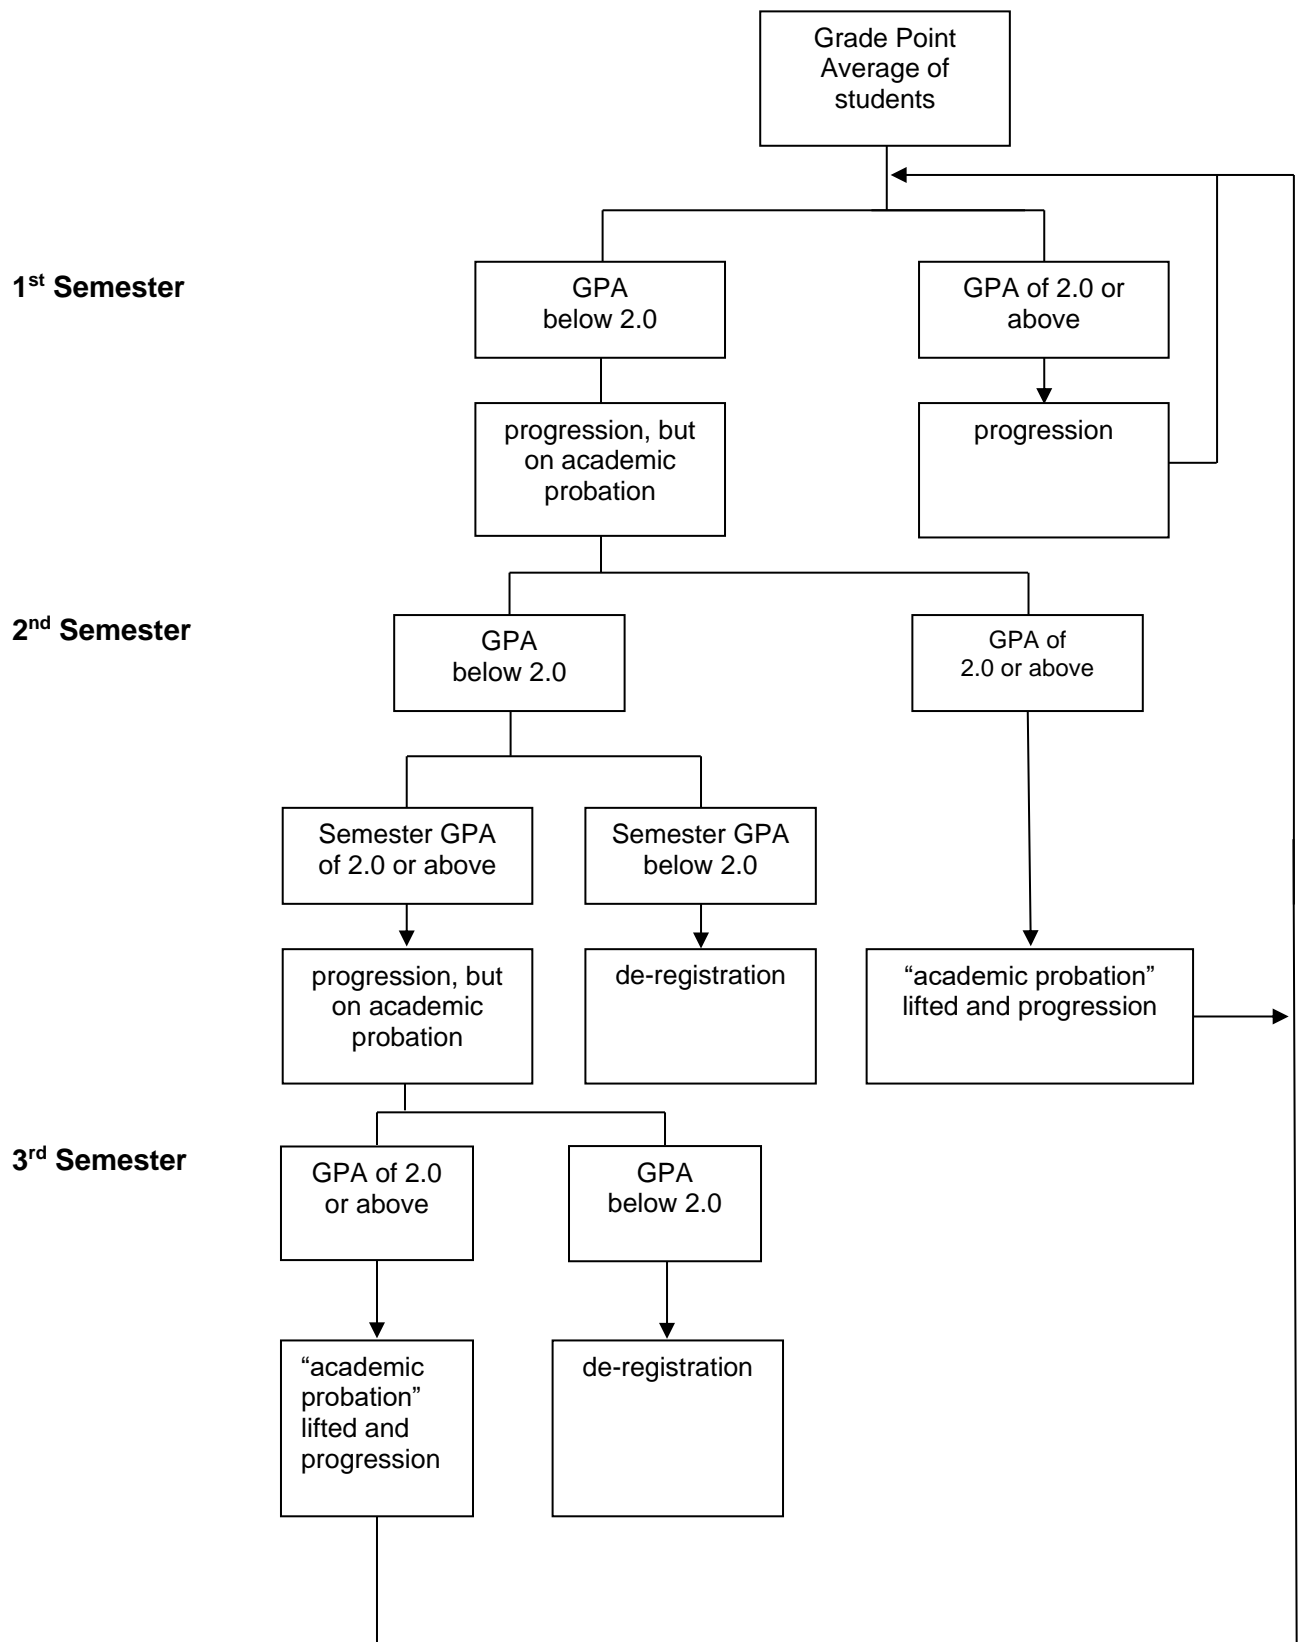 Grade Point
Average of
students
1st Semester
GPA
below 2.0
GPA of 2.0 or
above
progression, but
on academic
probation
progression
2nd Semester
GPA
below 2.0
GPA of
2.0 or above
Semester GPA
of 2.0 or above
Semester GPA
below 2.0
progression, but
on academic
probation
de-registration
“academic probation”
lifted and progression
3rd Semester
GPA of 2.0
or above
GPA
below 2.0
“academic
probation”
lifted and
progression
de-registration